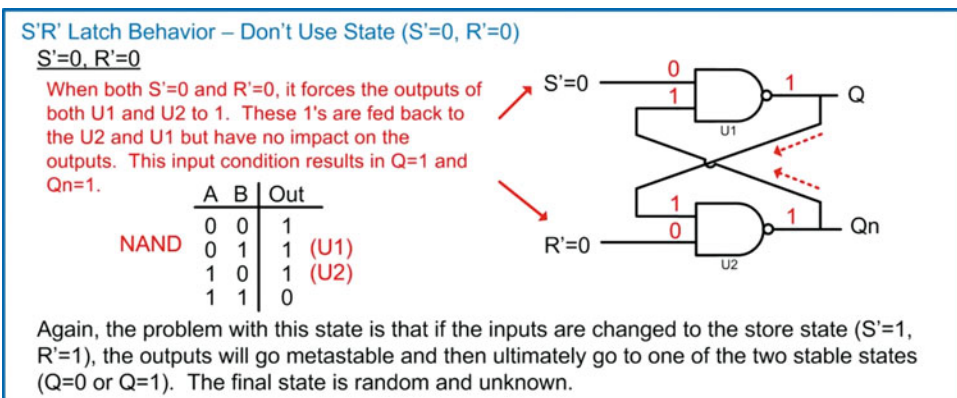 S'R' Latch Behavior – Don't Use State (S'=0, R'=0)
S'=0, R'=0
When both S'=0 and R'=0, it forces the outputs of
both U1 and U2 to 1. These 1's are fed back to
the U2 and U1 but have no impact on the
outputs. This input condition results in Q=1 and
Qn=1.
A B Out
0 0 1
NAND 0 1 1 (U1)
1 0 1 (U2)
1 1 0
S'=0 0 1 Q
1
U1
1
R'=0 0 1 Qn
U2
Again, the problem with this state is that if the inputs are changed to the store state (S'=1,
R'=1), the outputs will go metastable and then ultimately go to one of the two stable states
(Q=0 or Q=1). The final state is random and unknown.